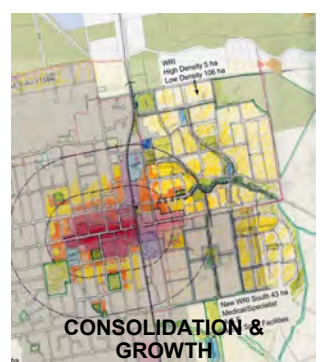 WRI
High Density 5 ha
Low Density 106 ha
New WRI South 43 ha
Medical/Specialist
Facilities
CONSOLIDATION &
GROWTH
ha